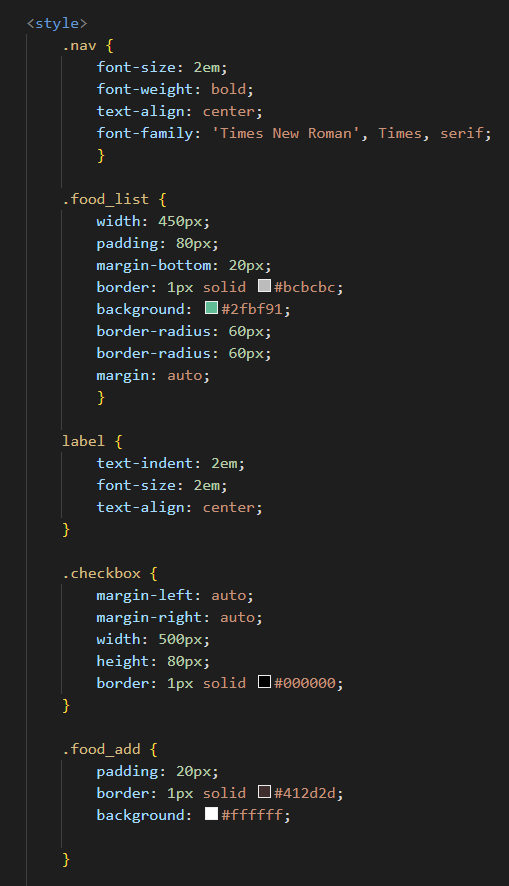 <style>
.nav {
font-size: 2em;
font-weight: bold;
text-align: center;
font-family: 'Times New Roman', Times, serif;
}
.food_list {
width: 450px;
padding: 80px;
margin-bottom: 20px;
border: 1px solid #bcbcbc;
background: #2fbf91;
border-radius: 60px;
border-radius: 60px;
margin: auto;
}
label {
text-indent: 2em;
font-size: 2em;
text-align: center;
}
.checkbox {
margin-left: auto;
margin-right: auto;
width: 500px;
height: 80px;
border: 1px solid #000000;
}
.food_add {
padding: 20px;
border: 1px solid #412d2d;
background: #ffffff;
}